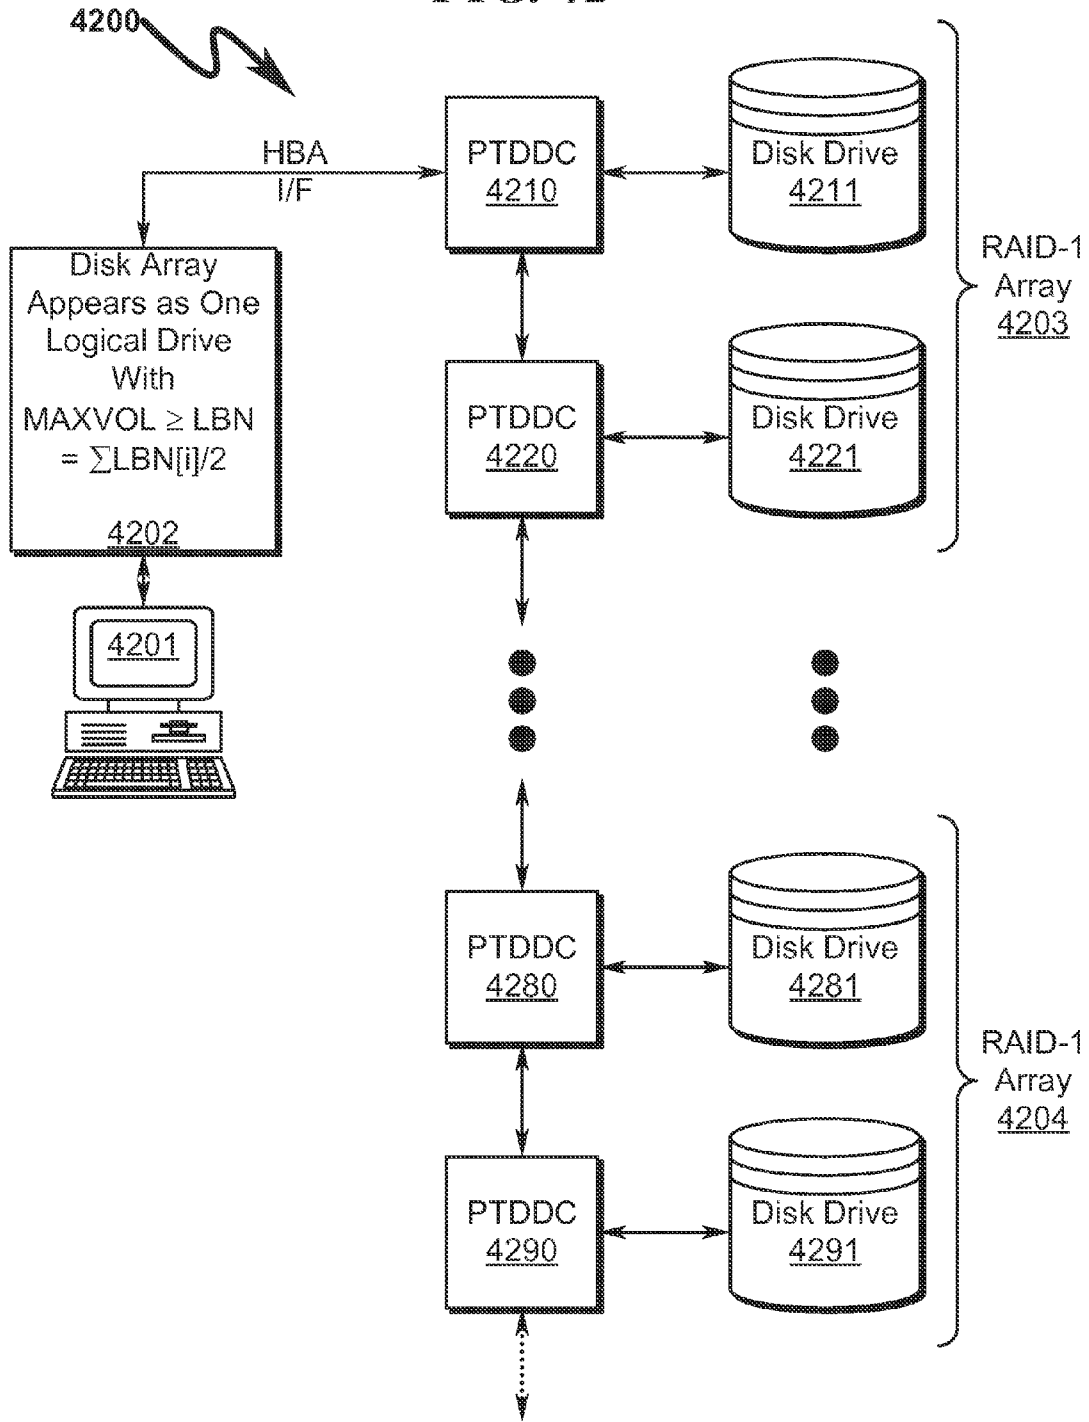 4200
HBA
I/F
PTDDC
4210
Disk Drive
4211
RAID-1
Array
4203
Disk Array
Appears as One
Logical Drive
With
MAXVOL ≥ LBN
= ∑LBN[i]/2
4202
PTDDC
4220
Disk Drive
4221
4201
PTDDC
4280
Disk Drive
4281
RAID-1
Array
4204
PTDDC
4290
Disk Drive
4291